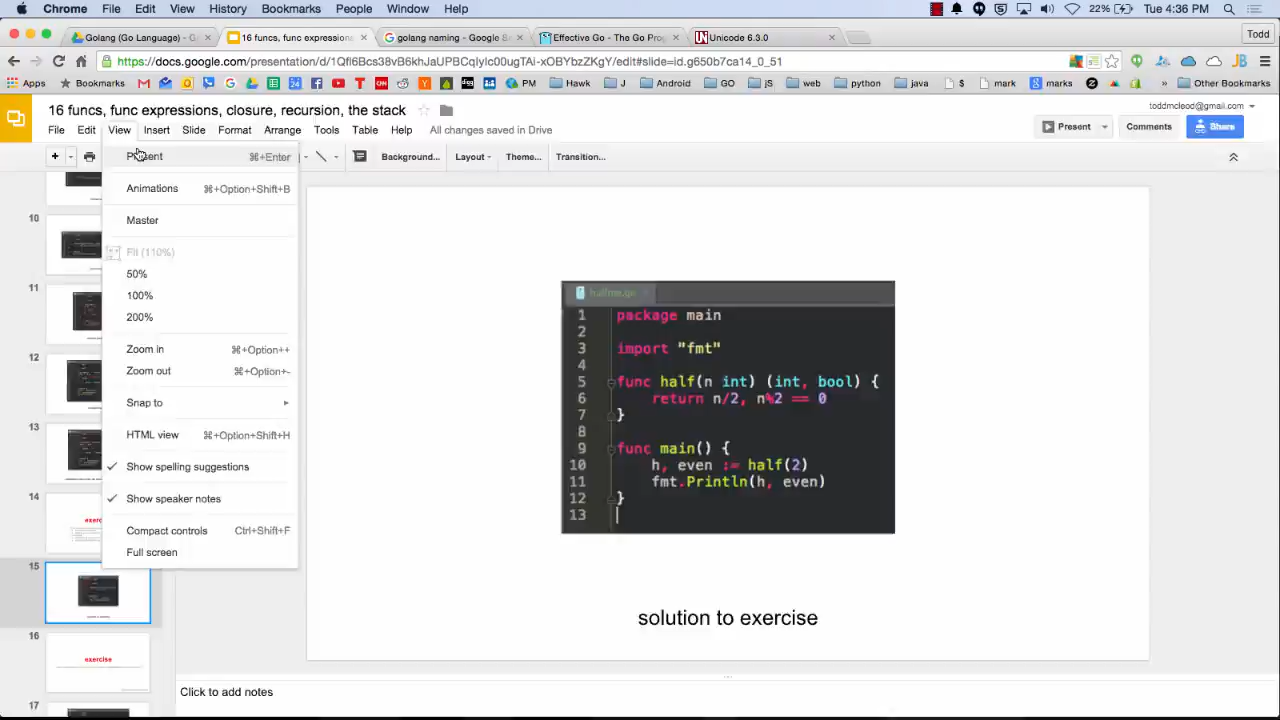 Chrome File Edit View History Bookmarks People Window Help 22% Tue 4:36 PM
Golang (Go Language) - G
16 funcs, func expressions
golang naming - Google S
Effective Go - The Go Prog
Unicode 6.3.0
Todd
https://docs.google.com/presentation/d/1Qfl6Bcs38vB6khJaUPBCqIyIc00ugTAi-xOBYbzZKgY/edit#slide=id.g650b7ca14_0_51
Apps Bookmarks PM Hawk J Android GO java web python java $ mark marks Other Bookmarks
16 funcs, func expressions, closure, recursion, the stack
toddmcleod@gmail.com
File Edit View Insert Slide Format Arrange Tools Table Help All changes saved in Drive
Present Comments Share
Background... Layout Theme... Transition...
Present ⌘+Enter
Animations ⌘+Option+Shift+B
Master
Fit (110%)
50%
100%
200%
Zoom in ⌘+Option++
Zoom out ⌘+Option+-
Snap to
HTML view ⌘+Option+Shift+H
Show spelling suggestions
Show speaker notes
Compact controls Ctrl+Shift+F
Full screen
10
11
12
13
14
15
16
exercise
17
halfme.go
1 package main
2
3 import "fmt"
4
5 func half(n int) (int, bool) {
6 return n/2, n%2 == 0
7 }
8
9 func main() {
10 h, even := half(2)
11 fmt.Println(h, even)
12 }
13
solution to exercise
Click to add notes